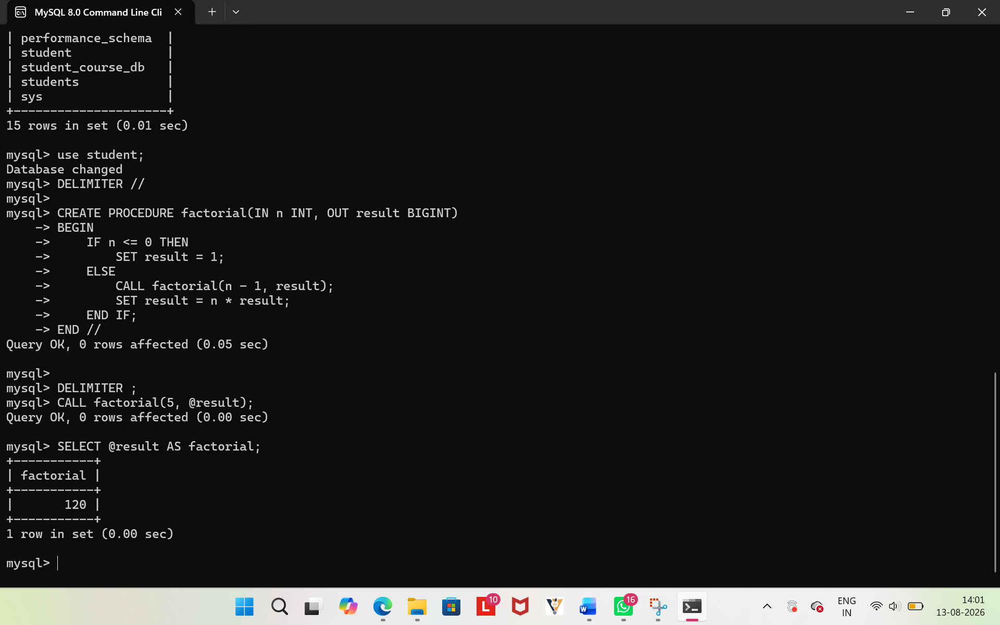 MySQL 8.0 Command Line Cli
| performance_schema  |
| student             |
| student_course_db   |
| students            |
| sys                 |
+---------------------+
15 rows in set (0.01 sec)

mysql> use student;
Database changed
mysql> DELIMITER //
mysql>
mysql> CREATE PROCEDURE factorial(IN n INT, OUT result BIGINT)
    -> BEGIN
    ->     IF n <= 0 THEN
    ->         SET result = 1;
    ->     ELSE
    ->         CALL factorial(n - 1, result);
    ->         SET result = n * result;
    ->     END IF;
    -> END //
Query OK, 0 rows affected (0.05 sec)

mysql>
mysql> DELIMITER ;
mysql> CALL factorial(5, @result);
Query OK, 0 rows affected (0.00 sec)

mysql> SELECT @result AS factorial;
+-----------+
| factorial |
+-----------+
|       120 |
+-----------+
1 row in set (0.00 sec)

mysql>
L 10
W
16
ENG
IN
14:01
13-08-2026